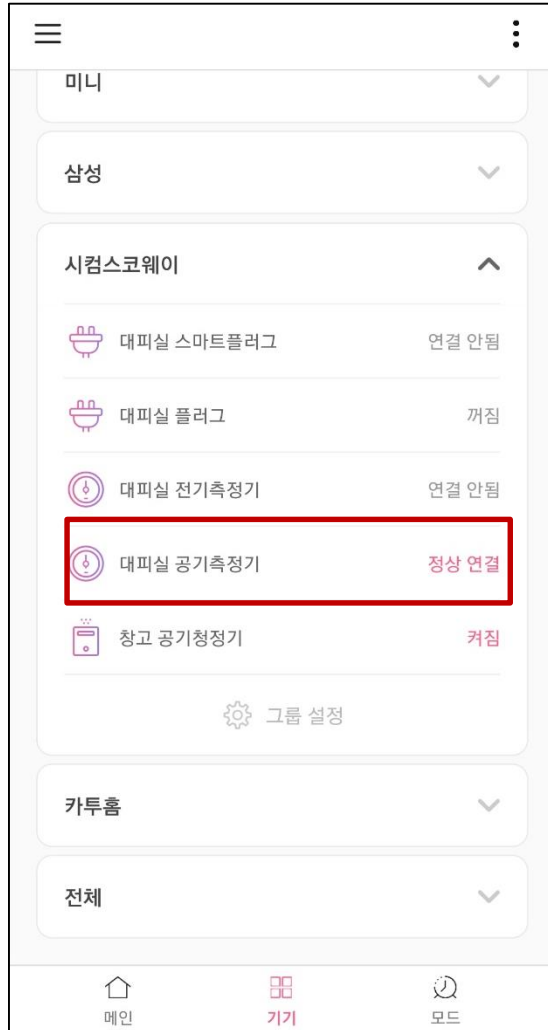 미니
삼성
시컴스코웨이
대피실 스마트플러그 연결 안됨
대피실 플러그 꺼짐
대피실 전기측정기 연결 안됨
대피실 공기측정기 정상 연결
창고 공기청정기 켜짐
그룹 설정
카투홈
전체
메인 기기 모드